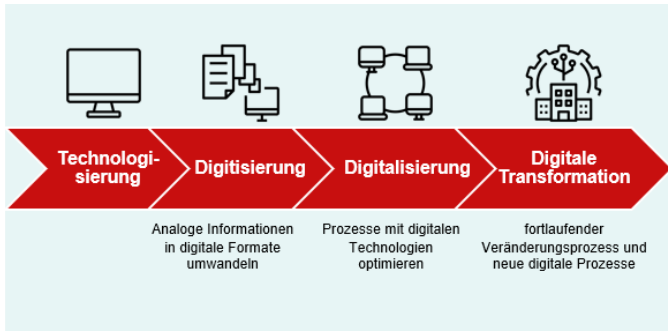 Technologi-
sierung
Digitisierung
Digitalisierung
Digitale
Transformation
Analoge Informationen
in digitale Formate
umwandeln
Prozesse mit digitalen
Technologien
optimieren
fortlaufender
Veränderungsprozess und
neue digitale Prozesse